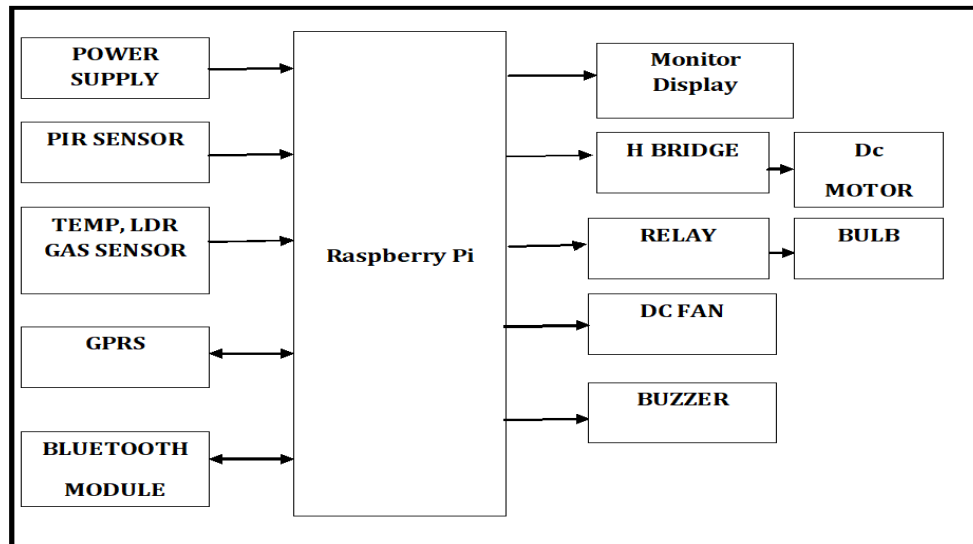 POWER
SUPPLY
PIR SENSOR
TEMP, LDR
GAS SENSOR
GPRS
BLUETOOTH
MODULE
Raspberry Pi
Monitor
Display
H BRIDGE
Dc
MOTOR
RELAY
BULB
DC FAN
BUZZER